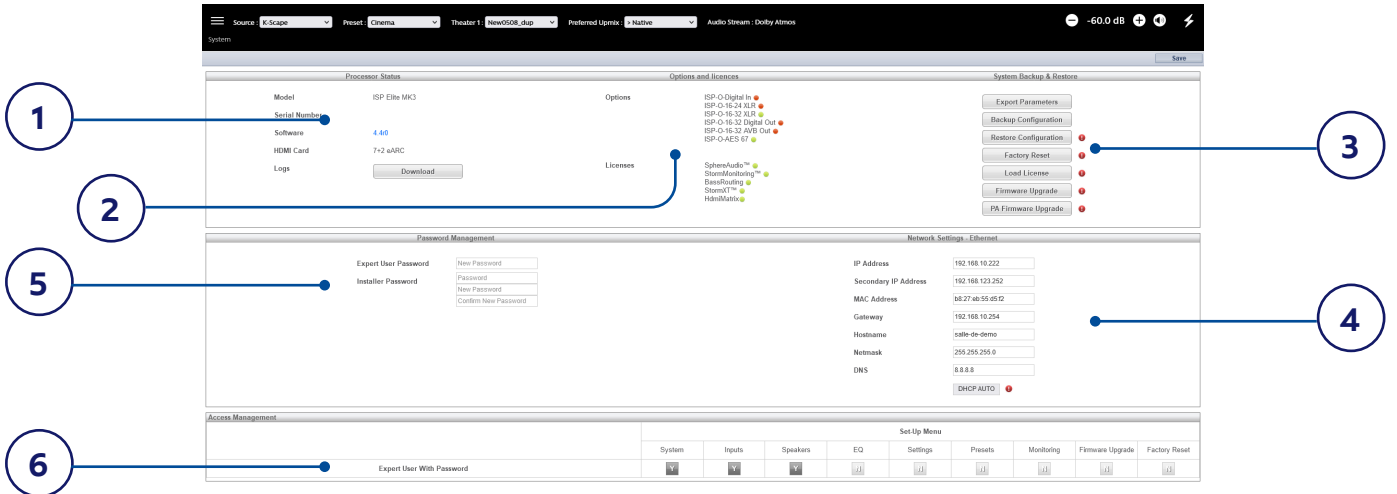 Source : K-Scape Preset : Cinema Theater 1 : New0508_dup Preferred Upmix : > Native Audio Stream : Dolby Atmos -60.0 dB
System
Save
Processor Status
Model ISP Elite MK3
Serial Number
Software 4.4r0
HDMI Card 7+2 eARC
Logs Download
Options and licences
Options ISP-O-Digital In
ISP-O-16-24 XLR
ISP-O-16-32 XLR
ISP-O-16-32 Digital Out
ISP-O-16-32 AVB Out
ISP-O-AES 67
Licenses SphereAudio™
StormMonitoring™
BassRouting
StormXT™
HdmiMatrix
System Backup & Restore
Export Parameters
Backup Configuration
Restore Configuration
Factory Reset
Load License
Firmware Upgrade
PA Firmware Upgrade
1
2
3
Password Management
Expert User Password New Password
Installer Password Password
New Password
Confirm New Password
5
Network Settings - Ethernet
IP Address 192.168.10.222
Secondary IP Address 192.168.123.252
MAC Address b8:27:eb:55:d5:f2
Gateway 192.168.10.254
Hostname salle-de-demo
Netmask 255.255.255.0
DNS 8.8.8.8
DHCP AUTO
4
Access Management
Set-Up Menu
System Inputs Speakers EQ Settings Presets Monitoring Firmware Upgrade Factory Reset
Expert User With Password Y Y Y
6